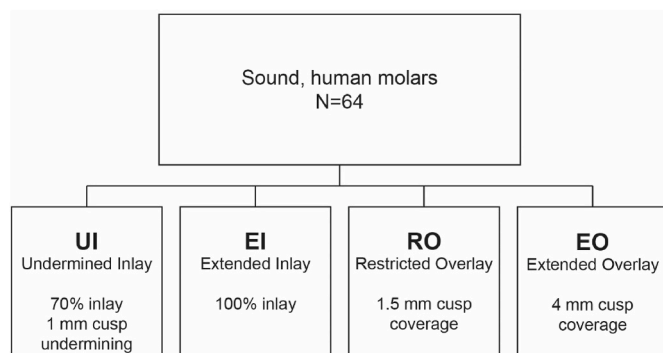 Sound, human molars
N=64
UI
Undermined Inlay
70% inlay
1 mm cusp
undermining
EI
Extended Inlay
100% inlay
RO
Restricted Overlay
1.5 mm cusp
coverage
EO
Extended Overlay
4 mm cusp
coverage